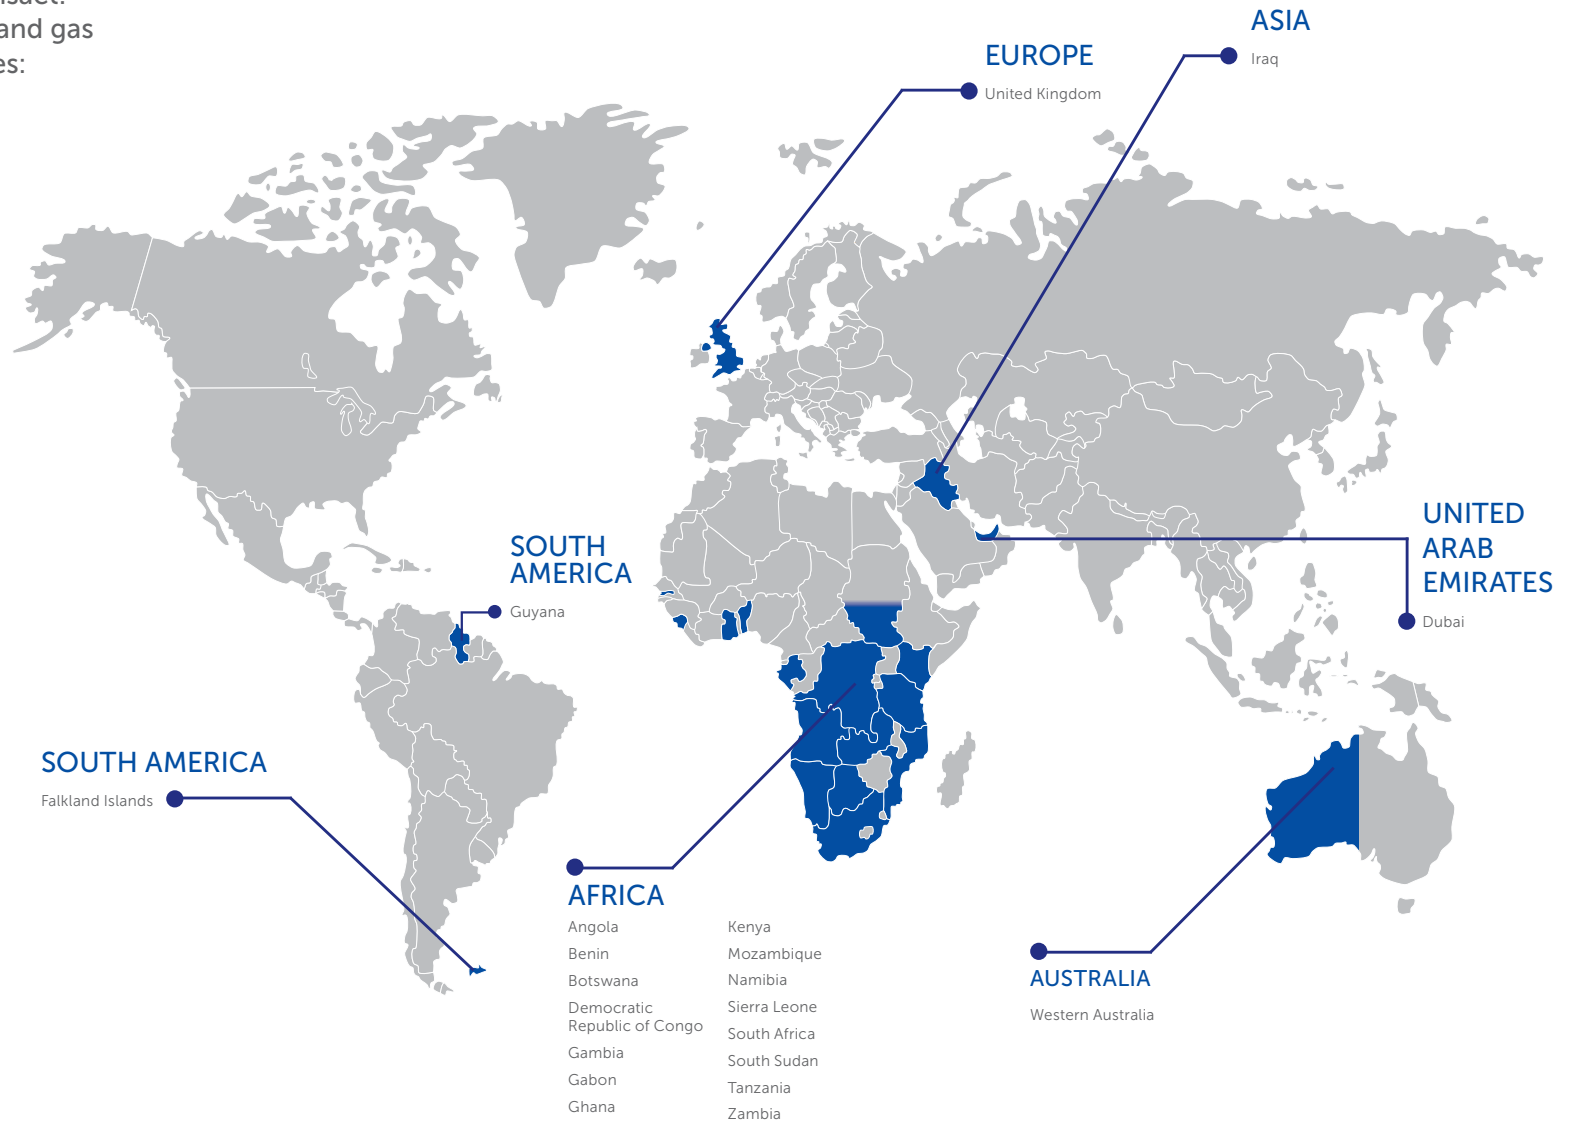 and gas
es:
ASIA
Iraq
EUROPE
United Kingdom
UNITED
ARAB
EMIRATES
Dubai
SOUTH
AMERICA
Guyana
SOUTH AMERICA
Falkland Islands
AFRICA
Angola
Benin
Botswana
Democratic
Republic of Congo
Gambia
Gabon
Ghana
Kenya
Mozambique
Namibia
Sierra Leone
South Africa
South Sudan
Tanzania
Zambia
AUSTRALIA
Western Australia